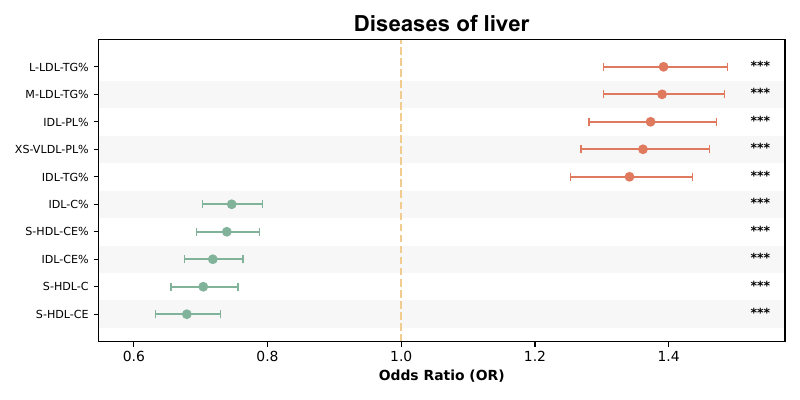 Diseases of liver
L-LDL-TG% ***
M-LDL-TG% ***
IDL-PL% ***
XS-VLDL-PL% ***
IDL-TG% ***
IDL-C% ***
S-HDL-CE% ***
IDL-CE% ***
S-HDL-C ***
S-HDL-CE ***
0.6 0.8 1.0 1.2 1.4
Odds Ratio (OR)